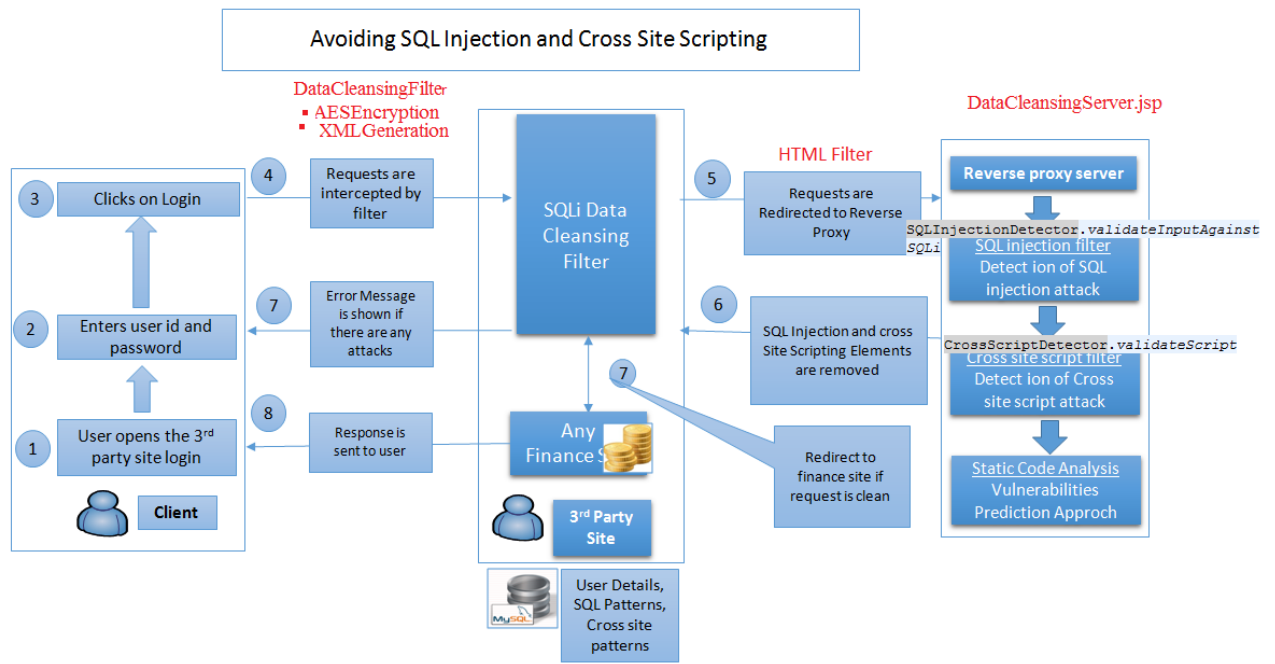 Avoiding SQL Injection and Cross Site Scripting
DataCleansingFilter
AESEncryption
XMLGeneration
DataCleansingServer.jsp
3
Clicks on Login
4
Requests are
intercepted by
filter
SQLi Data
Cleansing
Filter
5
HTML Filter
Requests are
Redirected to Reverse
Proxy
Reverse proxy server
SQLInjectionDetector.validateInputAgainst
SQLi
SQL injection filter
Detect ion of SQL
injection attack
2
Enters user id and
password
7
Error Message
is shown if
there are any
attacks
6
SQL Injection and cross
Site Scripting Elements
are removed
CrossScriptDetector.validateScript
Cross site script filter
Detect ion of Cross
site script attack
7
1
User opens the 3rd
party site login
8
Response is
sent to user
Any
Finance
Redirect to
finance site if
request is clean
Static Code Analysis
Vulnerabilities
Prediction Approch
Client
3rd Party
Site
MySQL
User Details,
SQL Patterns,
Cross site
patterns